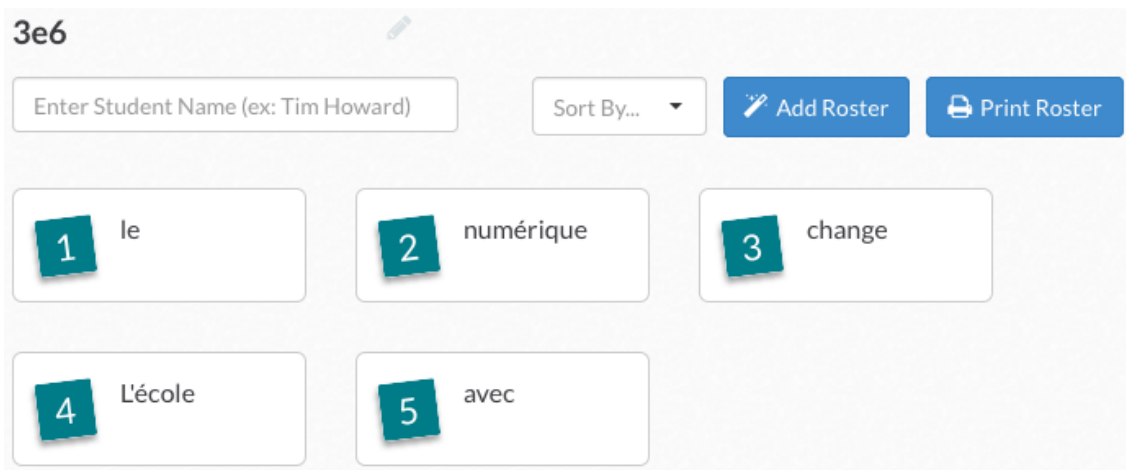 3e6
Enter Student Name (ex: Tim Howard) Sort By... Add Roster Print Roster
1 le 2 numérique 3 change
4 L'école 5 avec